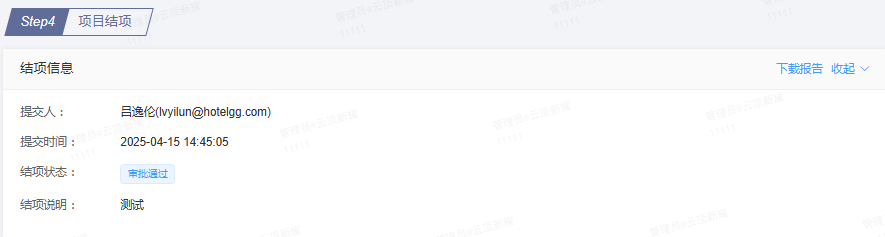 Step4 项目结项
结项信息 下载报告 收起
提交人： 吕逸伦(lvyilun@hotelgg.com)
提交时间： 2025-04-15 14:45:05
结项状态： 审批通过
结项说明： 测试